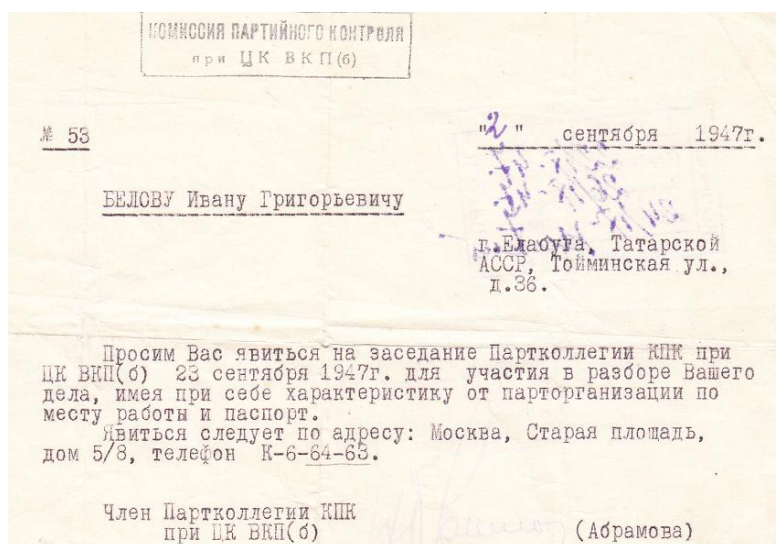 КОМИССИЯ ПАРТИЙНОГО КОНТРОЛЯ
при ЦК ВКП(б)
№ 53
"2" сентября 1947г.
БЕЛОВУ Ивану Григорьевичу
г.Елабуга, Татарской
АССР, Тойминская ул.,
д.36.
Просим Вас явиться на заседание Партколлегии КПК при
ЦК ВКП(б) 23 сентября 1947г. для участия в разборе Вашего
дела, имея при себе характеристику от парторганизации по
месту работы и паспорт.
Явиться следует по адресу: Москва, Старая площадь,
дом 5/8, телефон К-6-64-63.
Член Партколлегии КПК
при ЦК ВКП(б) (Абрамова)